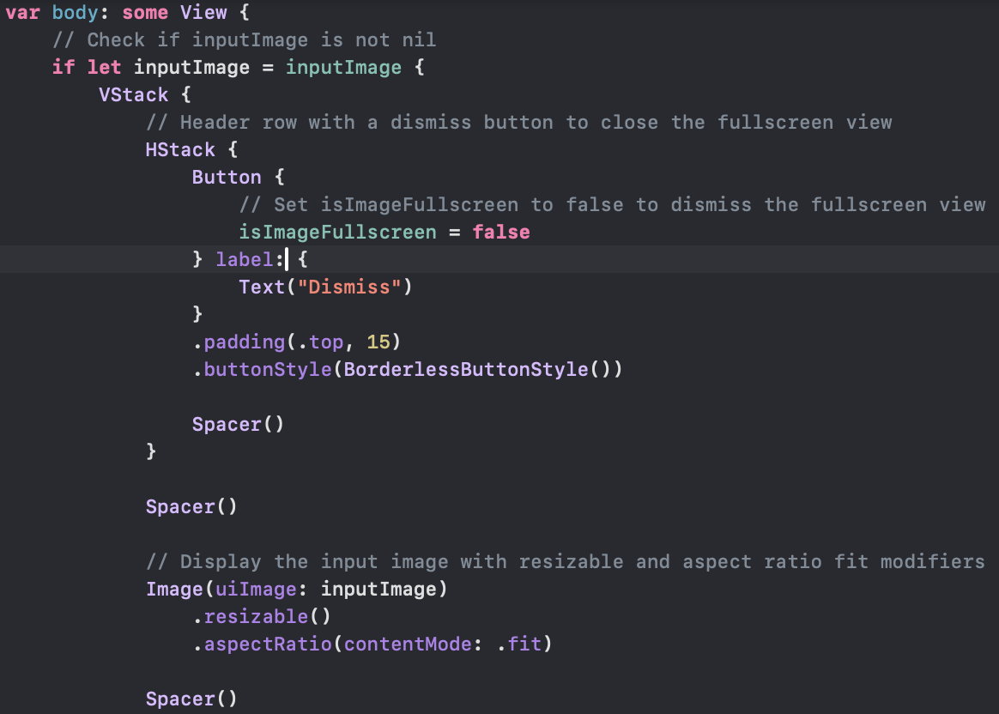 var body: some View {
    // Check if inputImage is not nil
    if let inputImage = inputImage {
        VStack {
            // Header row with a dismiss button to close the fullscreen view
            HStack {
                Button {
                    // Set isImageFullscreen to false to dismiss the fullscreen view
                    isImageFullscreen = false
                } label: {
                    Text("Dismiss")
                }
                .padding(.top, 15)
                .buttonStyle(BorderlessButtonStyle())

                Spacer()
            }

            Spacer()

            // Display the input image with resizable and aspect ratio fit modifiers
            Image(uiImage: inputImage)
                .resizable()
                .aspectRatio(contentMode: .fit)

            Spacer()